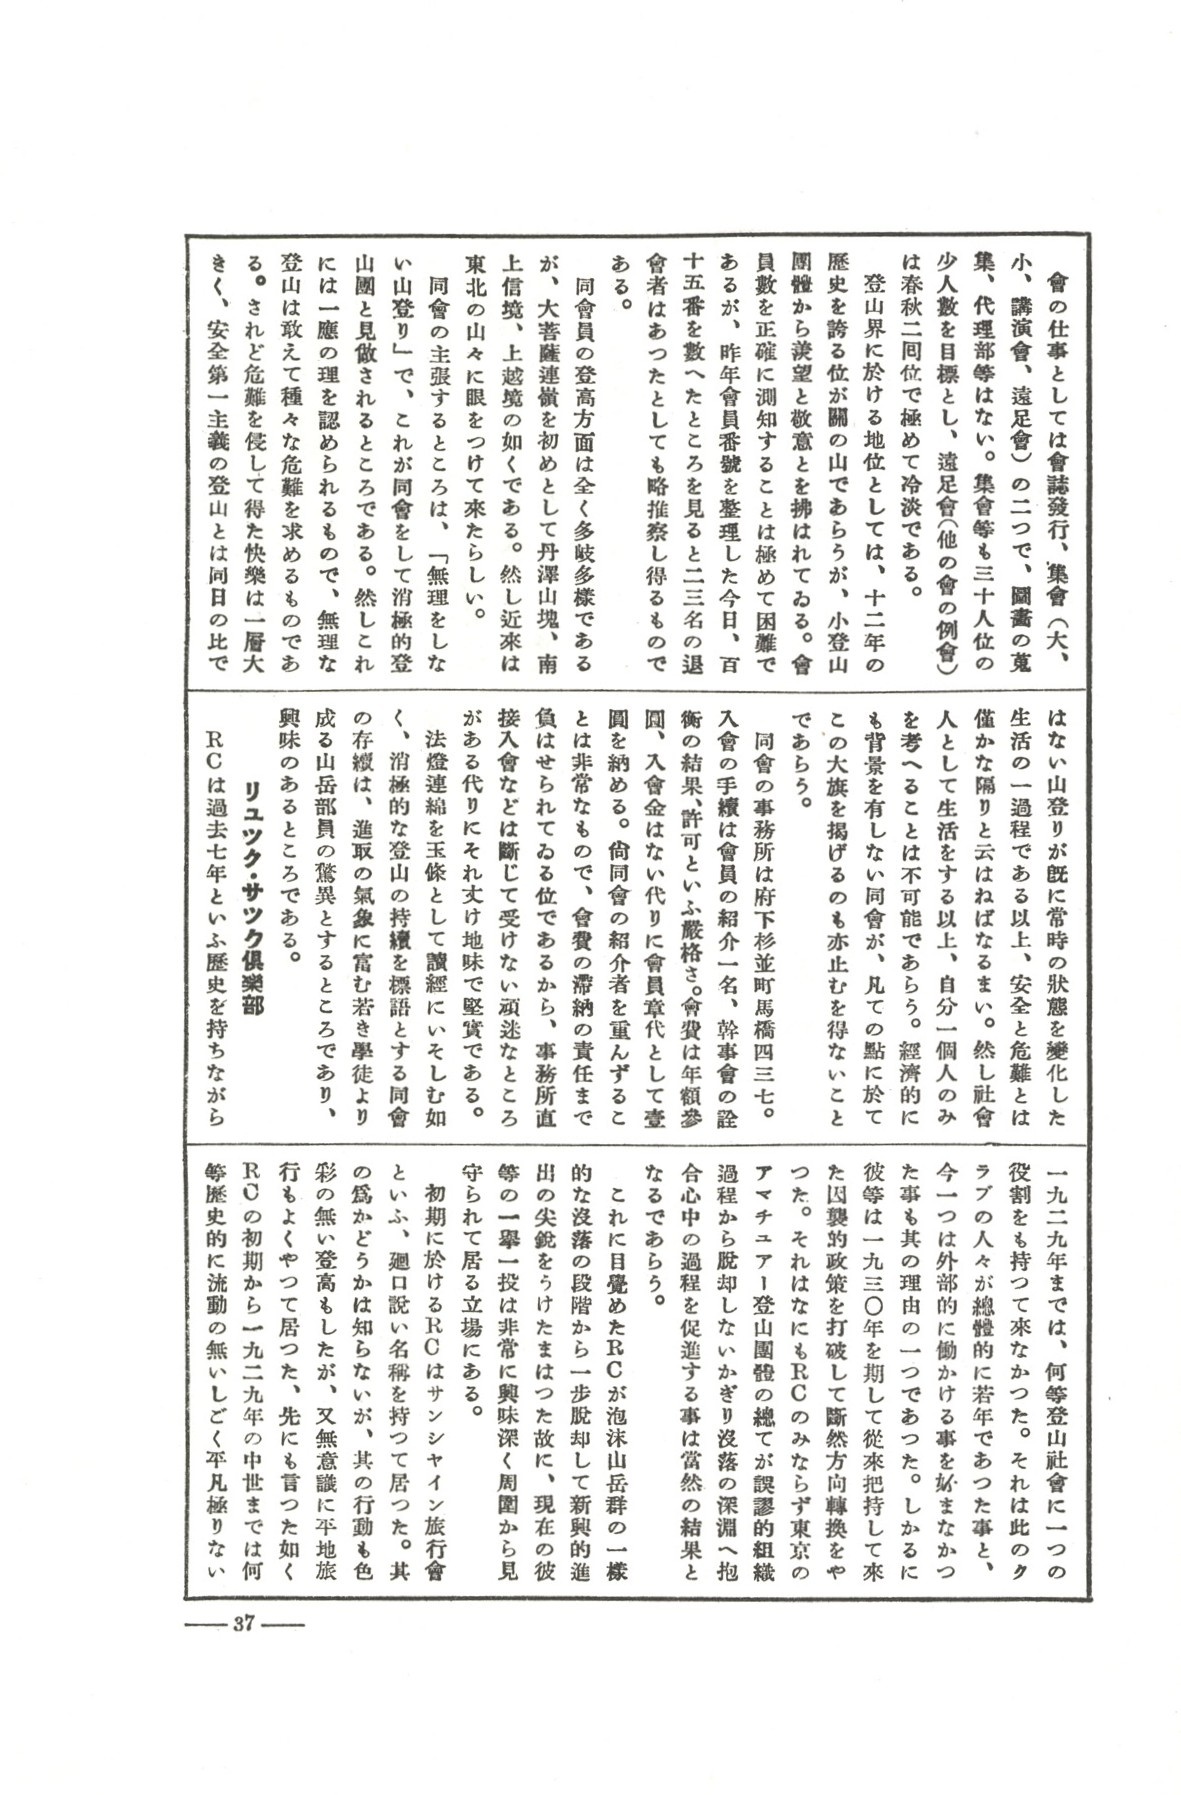 會の仕事としては會誌發行、集會（大、
小、講演會、遠足會）の二つで、圖書の蒐
集、代理部等はない。集會等も三十人位の
少人數を目標とし、遠足會（他の會の例會）
は春秋二囘位で極めて冷淡である。
登山界に於ける地位としては、十二年の
歷史を誇る位が關の山であらうが、小登山
團體から羨望と敬意とを拂はれてゐる。會
員數を正確に測知することは極めて困難で
あるが、昨年會員番號を整理した今日、百
十五番を數へたところを見ると二三名の退
會者はあつたとしても略推察し得るもので
ある。
同會員の登高方面は全く多岐多樣である
が、大菩薩連嶺を初めとして丹澤山塊、南
上信境、上越境の如くである。然し近來は
東北の山々に眼をつけて來たらしい。
同會の主張するところは、「無理をしな
い山登り」で、これが同會をして消極的登
山團と見做されるところである。然しこれ
には一應の理を認められるもので、無理な
登山は敢えて種々な危難を求めるものであ
る。されど危難を侵して得た快樂は一層大
きく、安全第一主義の登山とは同日の比で
はない山登りが既に常時の狀態を變化した
生活の一過程である以上、安全と危難とは
僅かな隔りと云はねばなるまい。然し社會
人として生活をする以上、自分一個人のみ
を考へることは不可能であらう。經濟的に
も背景を有しない同會が、凡ての點に於て
この大旗を揭げるのも亦止むを得ないこと
であらう。
同會の事務所は府下杉並町馬橋四三七。
入會の手續は會員の紹介一名、幹事會の詮
衡の結果、許可といふ嚴格さ。會費は年額參
圓、入會金はない代りに會員章代として壹
圓を納める。尙同會の紹介者を重んずるこ
とは非常なもので、會費の滯納の責任まで
負はせられてゐる位であるから、事務所直
接入會などは斷じて受けない頑迷なところ
がある代りにそれ丈け地味で堅實である。
法燈連綿を玉條として讀經にいそしむ如
く、消極的な登山の持續を標語とする同會
の存續は、進取の氣象に富む若き學徒より
成る山岳部員の驚異とするところであり、
興味のあるところである。
リュツク・サツク俱樂部
ＲＣは過去七年といふ歷史を持ちながら
一九二九年までは、何等登山社會に一つの
役割をも持つて來なかつた。それは此のク
ラブの人々が總體的に若年であつた事と、
今一つは外部的に働かける事を好まなかつ
た事も其の理由の一つであつた。しかるに
彼等は一九三〇年を期して從來把持して來
た因襲的政策を打破して斷然方向轉換をや
つた。それはなにもＲＣのみならず東京の
アマチュアー登山團體の總てが誤謬的組織
過程から脫却しないかぎり沒落の深淵へ抱
合心中の過程を促進する事は當然の結果と
なるであらう。
これに目覺めたＲＣが泡沫山岳群の一樣
的な沒落の段階から一步脫却して新興的進
出の尖銳をうけたまはつた故に、現在の彼
等の一擧一投は非常に興味深く周圍から見
守られて居る立場にある。
初期に於けるＲＣはサンシャイン旅行會
といふ、廻口說い名稱を持つて居つた。其
の爲かどうかは知らないが、其の行動も色
彩の無い登高もしたが、又無意識に平地旅
行もよくやつて居つた、先にも言つた如く
ＲＣの初期から一九二九年の中世までは何
等歷史的に流動の無いしごく平凡極りない
37